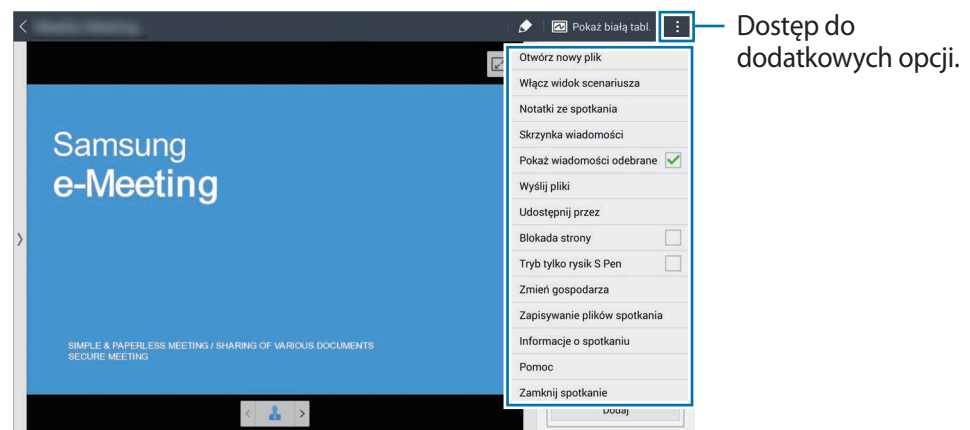 Pokaż białą tabl.
Dostęp do
dodatkowych opcji.
Otwórz nowy plik
Włącz widok scenariusza
Notatki ze spotkania
Skrzynka wiadomości
Pokaż wiadomości odebrane
Wyślij pliki
Udostępnij przez
Blokada strony
Tryb tylko rysik S Pen
Zmień gospodarza
Zapisywanie plików spotkania
Informacje o spotkaniu
Pomoc
Zamknij spotkanie
Dodaj
Samsung
e-Meeting
SIMPLE & PAPERLESS MEETING / SHARING OF VARIOUS DOCUMENTS
SECURE MEETING